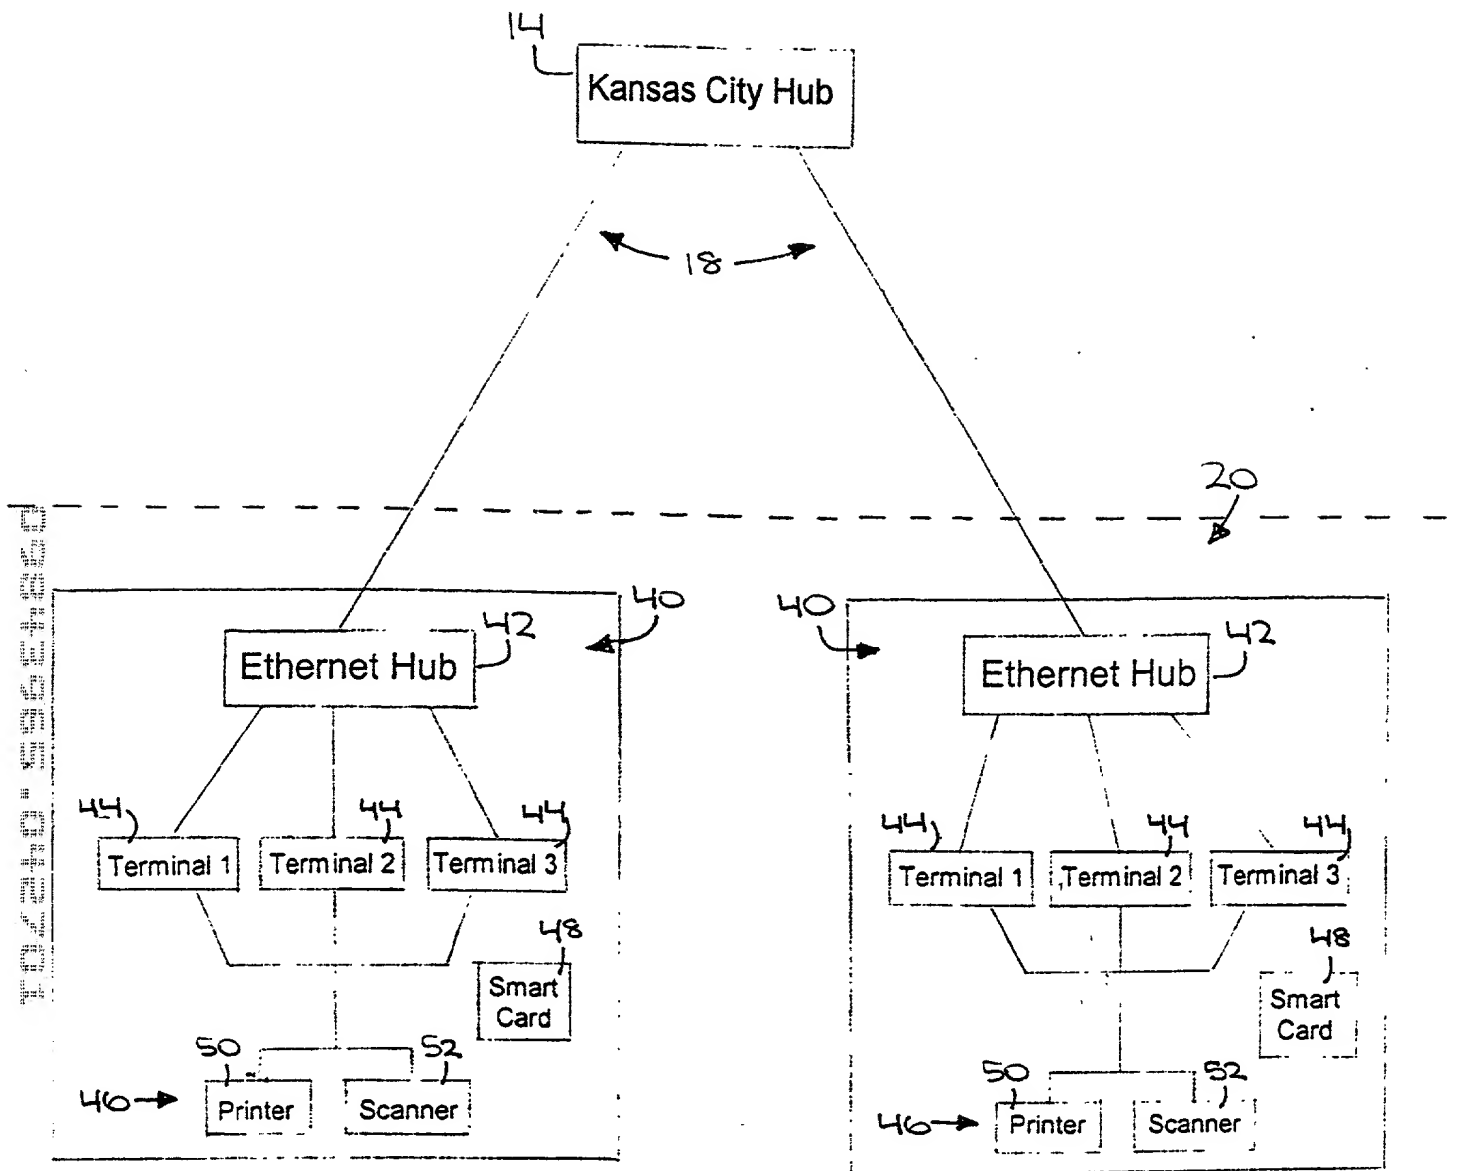 14
Kansas City Hub
18
20
40
40
42
42
Ethernet Hub
Ethernet Hub
44
44
44
44
44
44
Terminal 1
Terminal 2
Terminal 3
Terminal 1
Terminal 2
Terminal 3
48
48
Smart
Card
Smart
Card
50
52
50
52
46
Printer
Scanner
46
Printer
Scanner